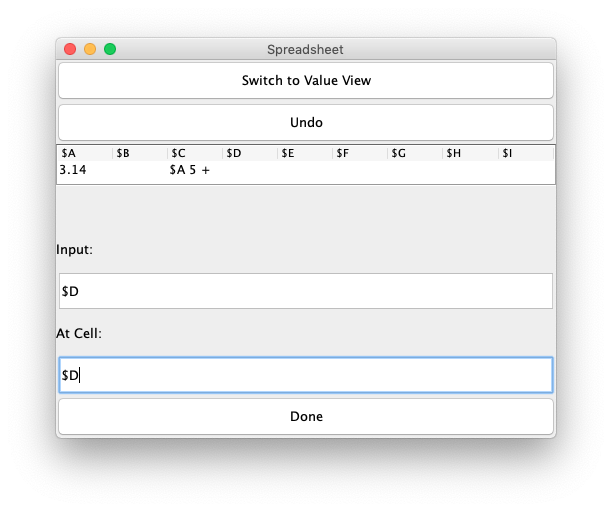 Spreadsheet
Switch to Value View
Undo
$A $B $C $D $E $F $G $H $I
3.14 $A 5 +
Input:
$D
At Cell:
$D
Done